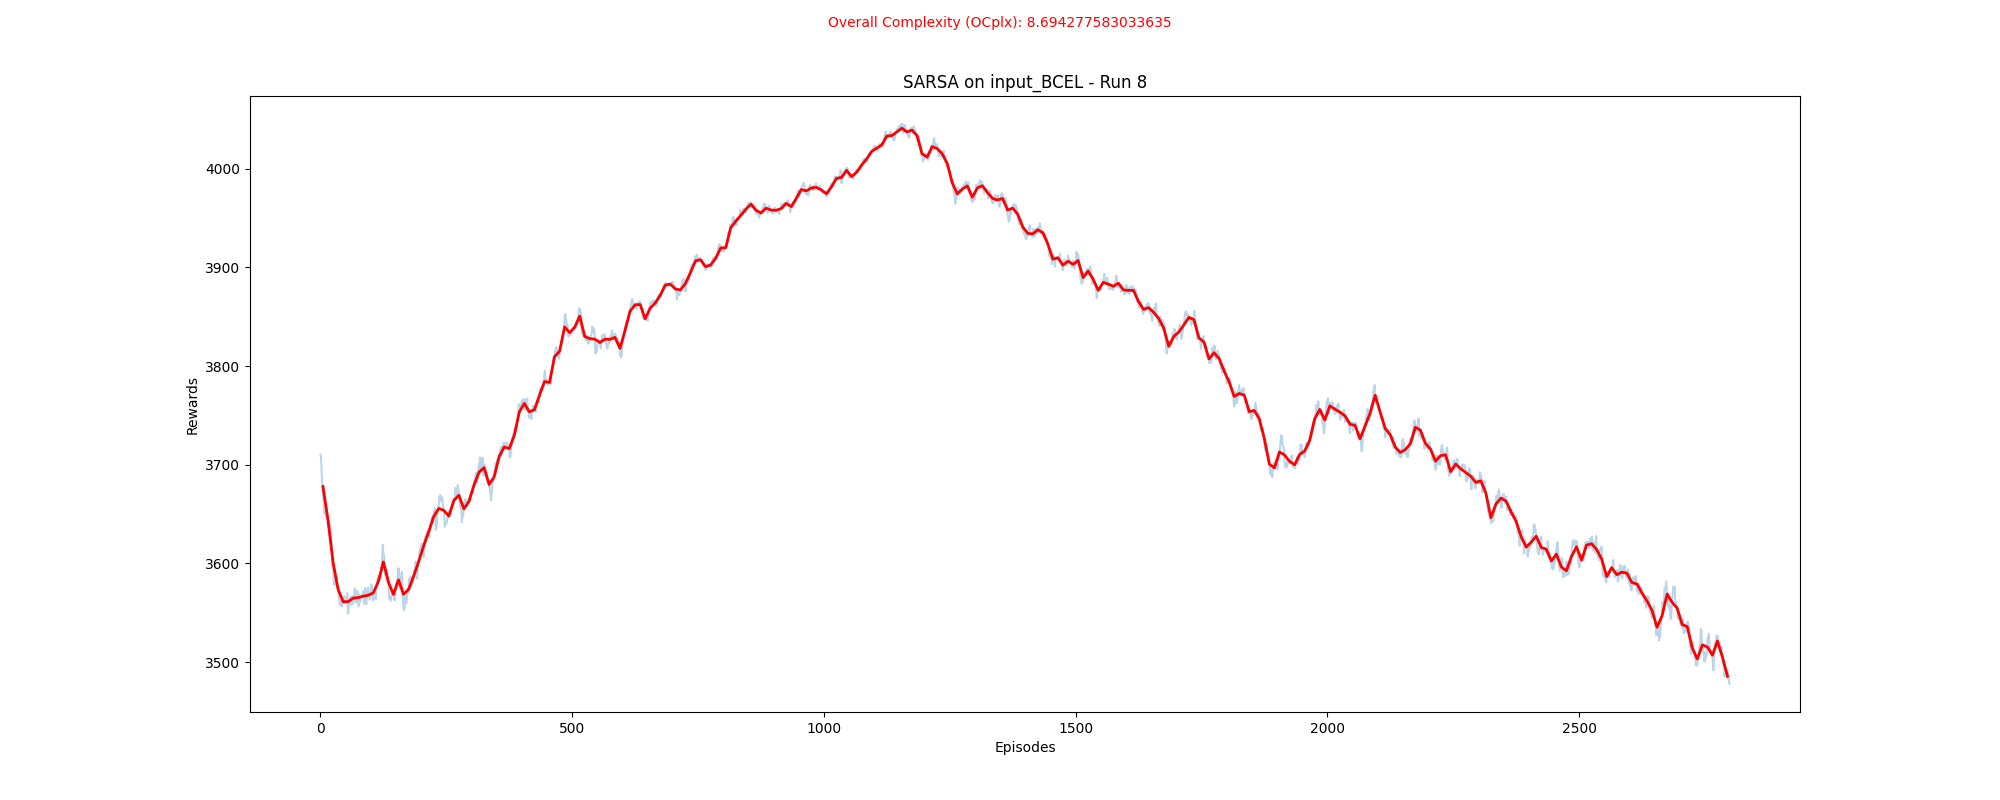 Overall Complexity (OCplx): 8.694277583033635
SARSA on input_BCEL - Run 8
Rewards
4000
3900
3800
3700
3600
3500
0 500 1000 1500 2000 2500
Episodes